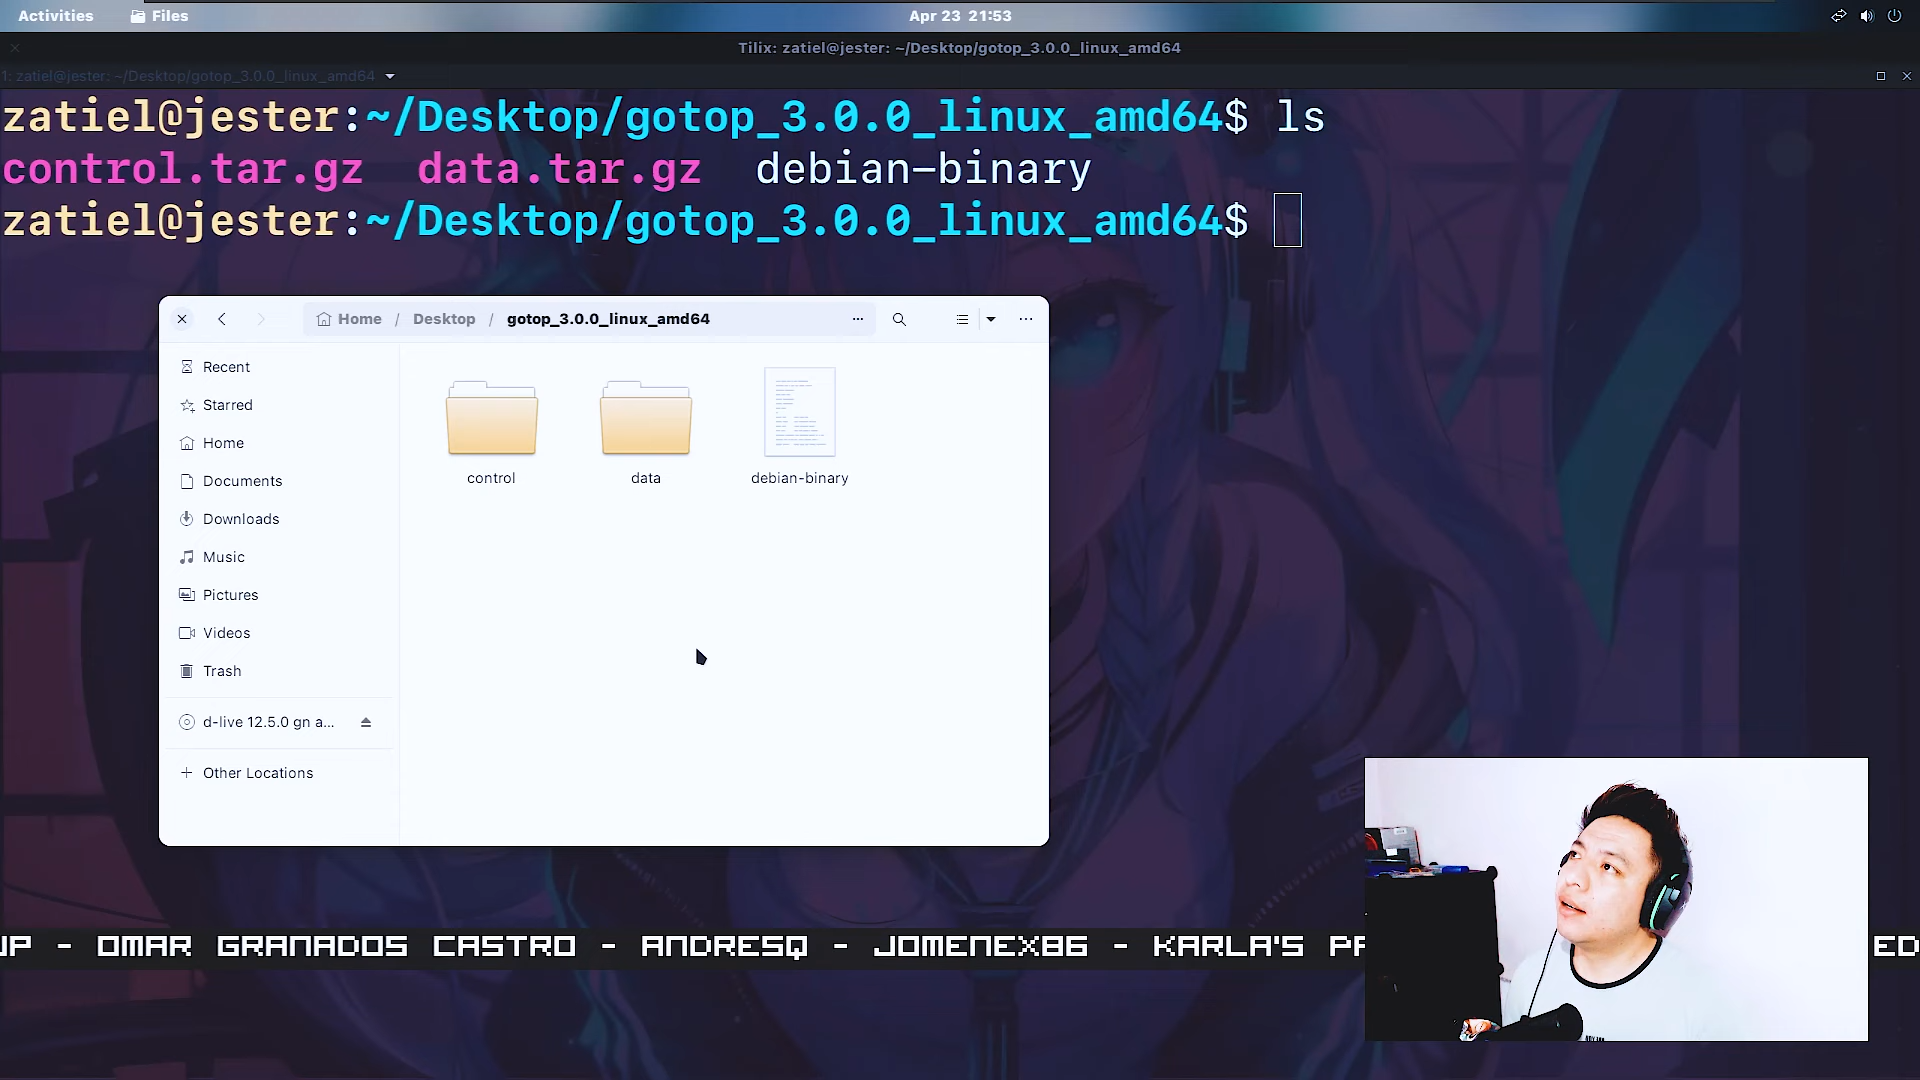 Activities
Files
Apr 23 21:53
Tilix: zatiel@jester: ~/Desktop/gotop_3.0.0_linux_amd64
1: zatiel@jester: ~/Desktop/gotop_3.0.0_linux_amd64
zatiel@jester:~/Desktop/gotop_3.0.0_linux_amd64$ ls
control.tar.gz data.tar.gz debian-binary
zatiel@jester:~/Desktop/gotop_3.0.0_linux_amd64$
Home / Desktop / gotop_3.0.0_linux_amd64
Recent
Starred
Home
Documents
Downloads
Music
Pictures
Videos
Trash
d-live 12.5.0 gn a...
Other Locations
control
data
debian-binary
UP - OMAR GRANADOS CASTRO - ANDRESQ - JOMENEX86 - KARLA'S PA ED